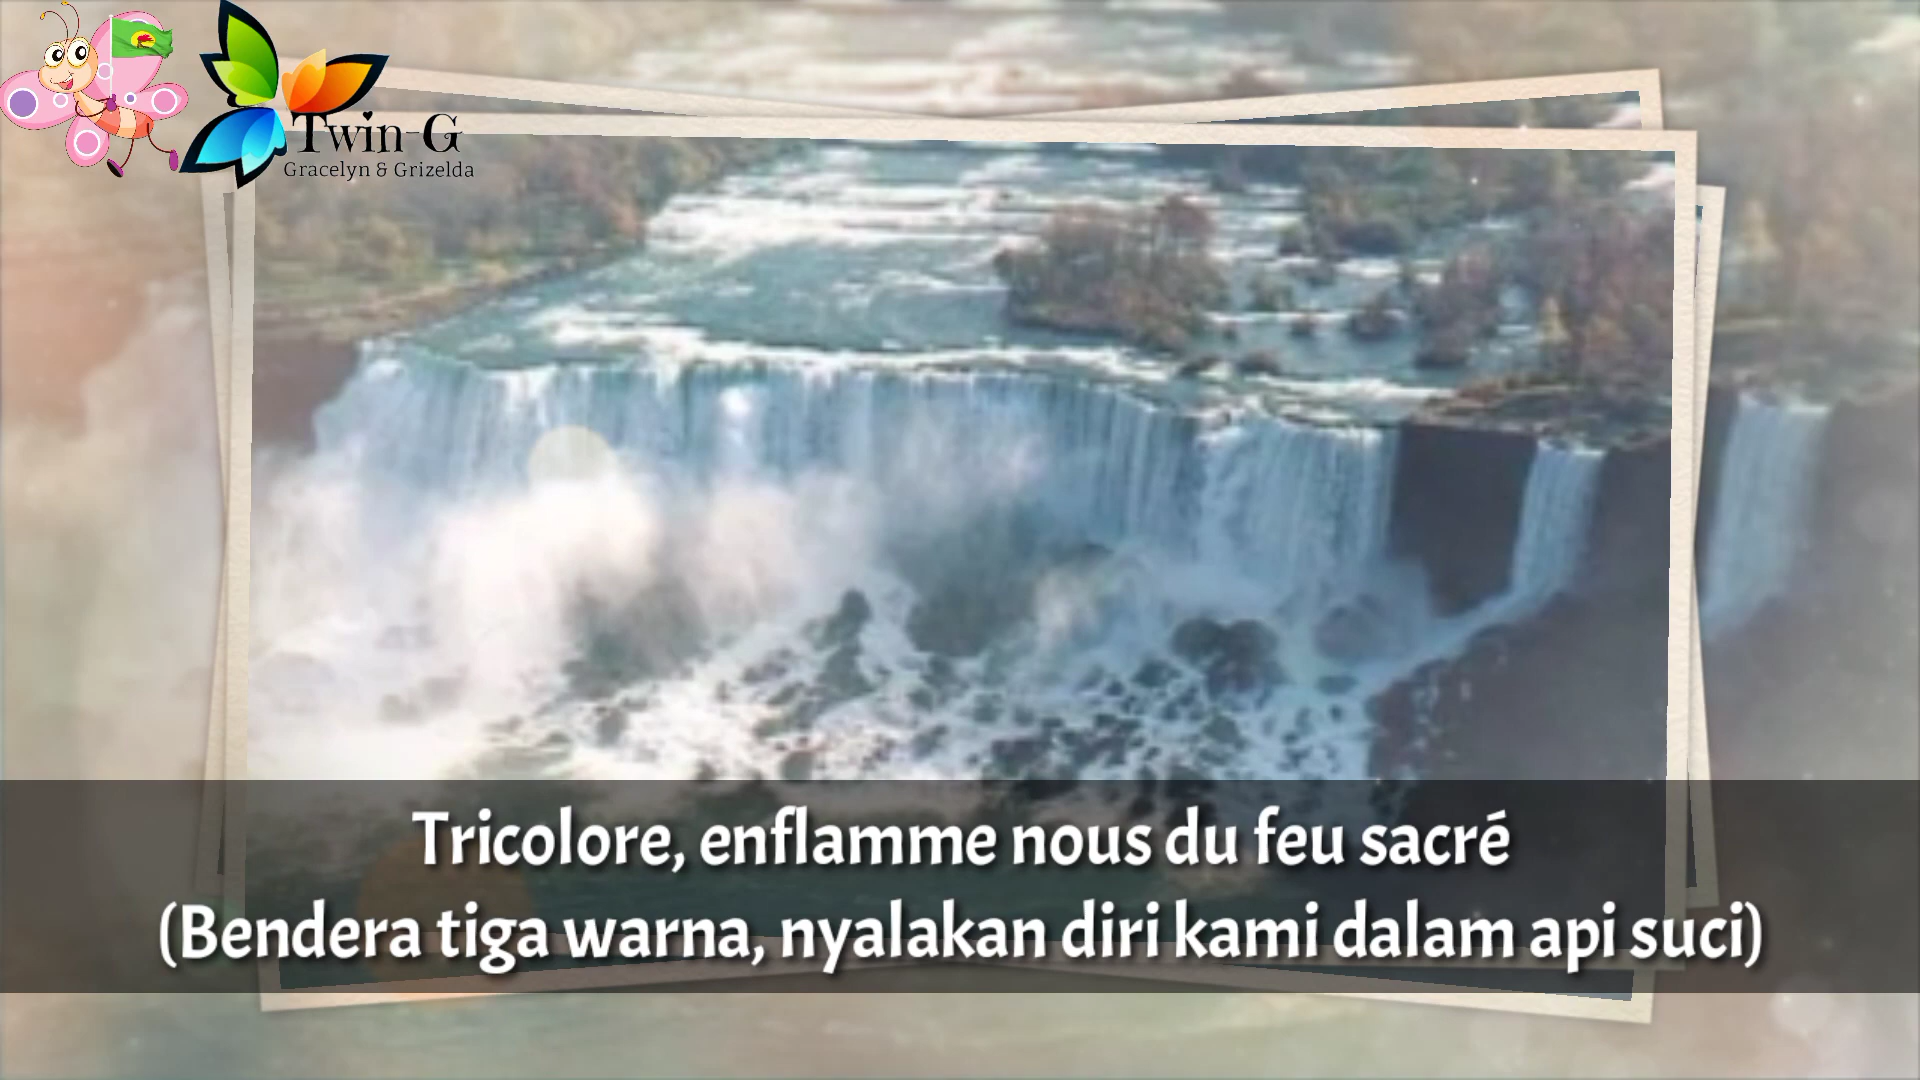 Twin-G
Gracelyn & Grizelda
Tricolore, enflamme nous du feu sacré
(Bendera tiga warna, nyalakan diri kami dalam api suci)